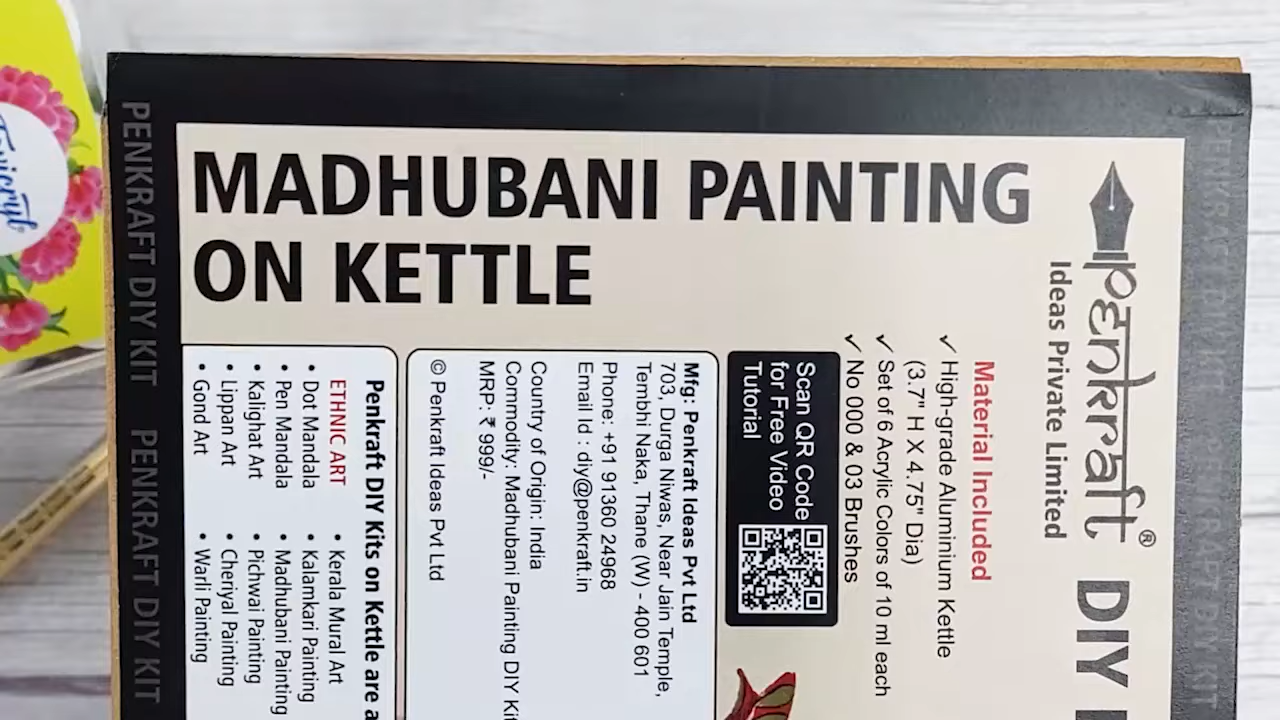 MADHUBANI PAINTING
ON KETTLE
penkraft®
Ideas Private Limited
DIY
Material Included
✓ High-grade Aluminium Kettle
(3.7" H X 4.75" Dia)
✓ Set of 6 Acrylic Colors of 10 ml each
✓ No 000 & 03 Brushes
Scan QR Code
for Free Video
Tutorial
Mfg: Penkraft Ideas Pvt Ltd
703, Durga Niwas, Near Jain Temple,
Tembhi Naka, Thane (W) - 400 601
Phone: +91 91360 24968
Email Id : diy@penkraft.in
Country of Origin: India
Commodity: Madhubani Painting DIY Kit
MRP: ₹ 999/-
© Penkraft Ideas Pvt Ltd
Penkraft DIY Kits on Kettle are a
ETHNIC ART
• Dot Mandala
• Pen Mandala
• Kalighat Art
• Lippan Art
• Gond Art
• Kerala Mural Art
• Kalamkari Painting
• Madhubani Painting
• Pichwai Painting
• Cheriyal Painting
• Warli Painting
PENKRAFT DIY KIT PENKRAFT DIY KIT
PENKRAFT DIY KIT PENKRAFT DIY KIT